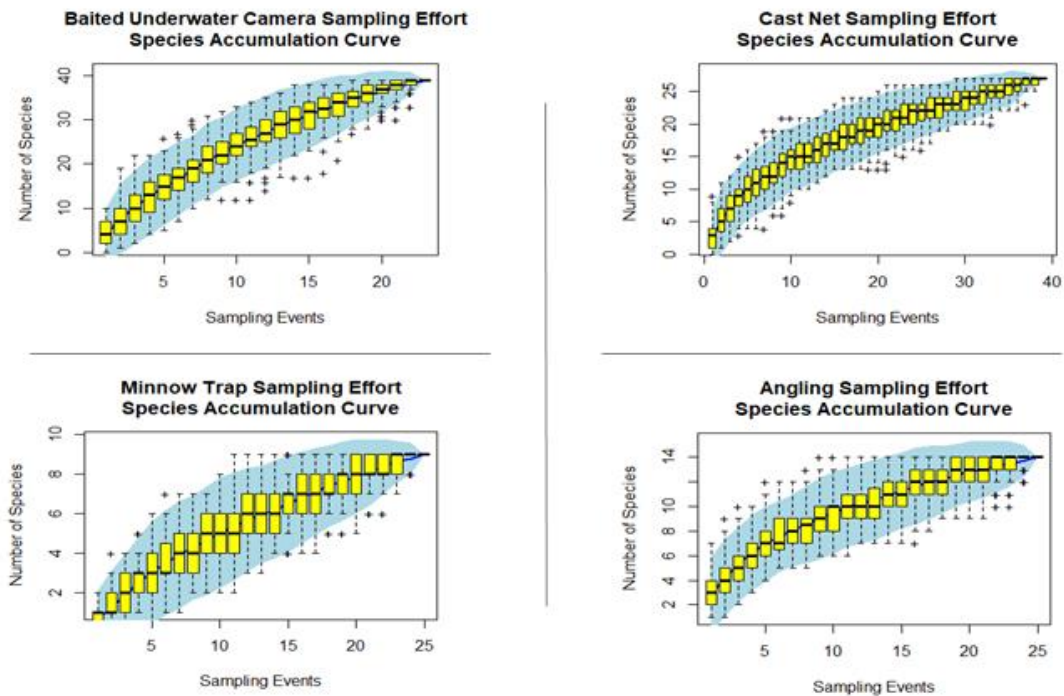 Baited Underwater Camera Sampling Effort
Species Accumulation Curve
Number of Species
0 10 20 30 40
5 10 15 20
Sampling Events
Cast Net Sampling Effort
Species Accumulation Curve
Number of Species
0 5 10 15 20 25
0 10 20 30 40
Sampling Events
Minnow Trap Sampling Effort
Species Accumulation Curve
Number of Species
2 4 6 8 10
5 10 15 20 25
Sampling Events
Angling Sampling Effort
Species Accumulation Curve
Number of Species
2 4 6 8 10 14
5 10 15 20 25
Sampling Events